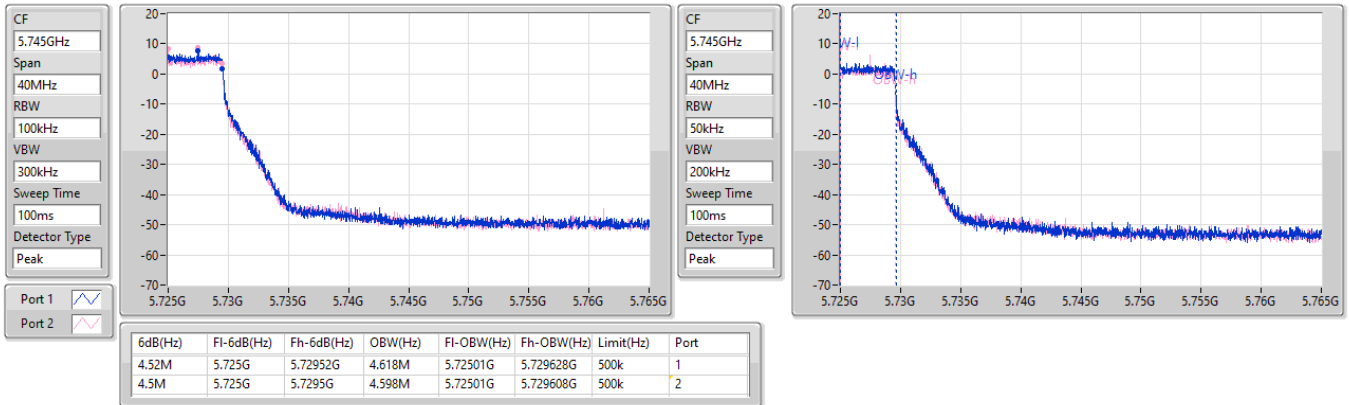 CF
5.745GHz
Span
40MHz
RBW
100kHz
VBW
300kHz
Sweep Time
100ms
Detector Type
Peak
Port 1
Port 2
20
10
0
-10
-20
-30
-40
-50
-60
-70
5.725G 5.73G 5.735G 5.74G 5.745G 5.75G 5.755G 5.76G 5.765G
CF
5.745GHz
Span
40MHz
RBW
50kHz
VBW
200kHz
Sweep Time
100ms
Detector Type
Peak
20
10
0
-10
-20
-30
-40
-50
-60
-70
W-l
OBW-h
5.725G 5.73G 5.735G 5.74G 5.745G 5.75G 5.755G 5.76G 5.765G
6dB(Hz) Fl-6dB(Hz) Fh-6dB(Hz) OBW(Hz) Fl-OBW(Hz) Fh-OBW(Hz) Limit(Hz) Port
4.52M 5.725G 5.72952G 4.618M 5.72501G 5.729628G 500k 1
4.5M 5.725G 5.7295G 4.598M 5.72501G 5.729608G 500k 2